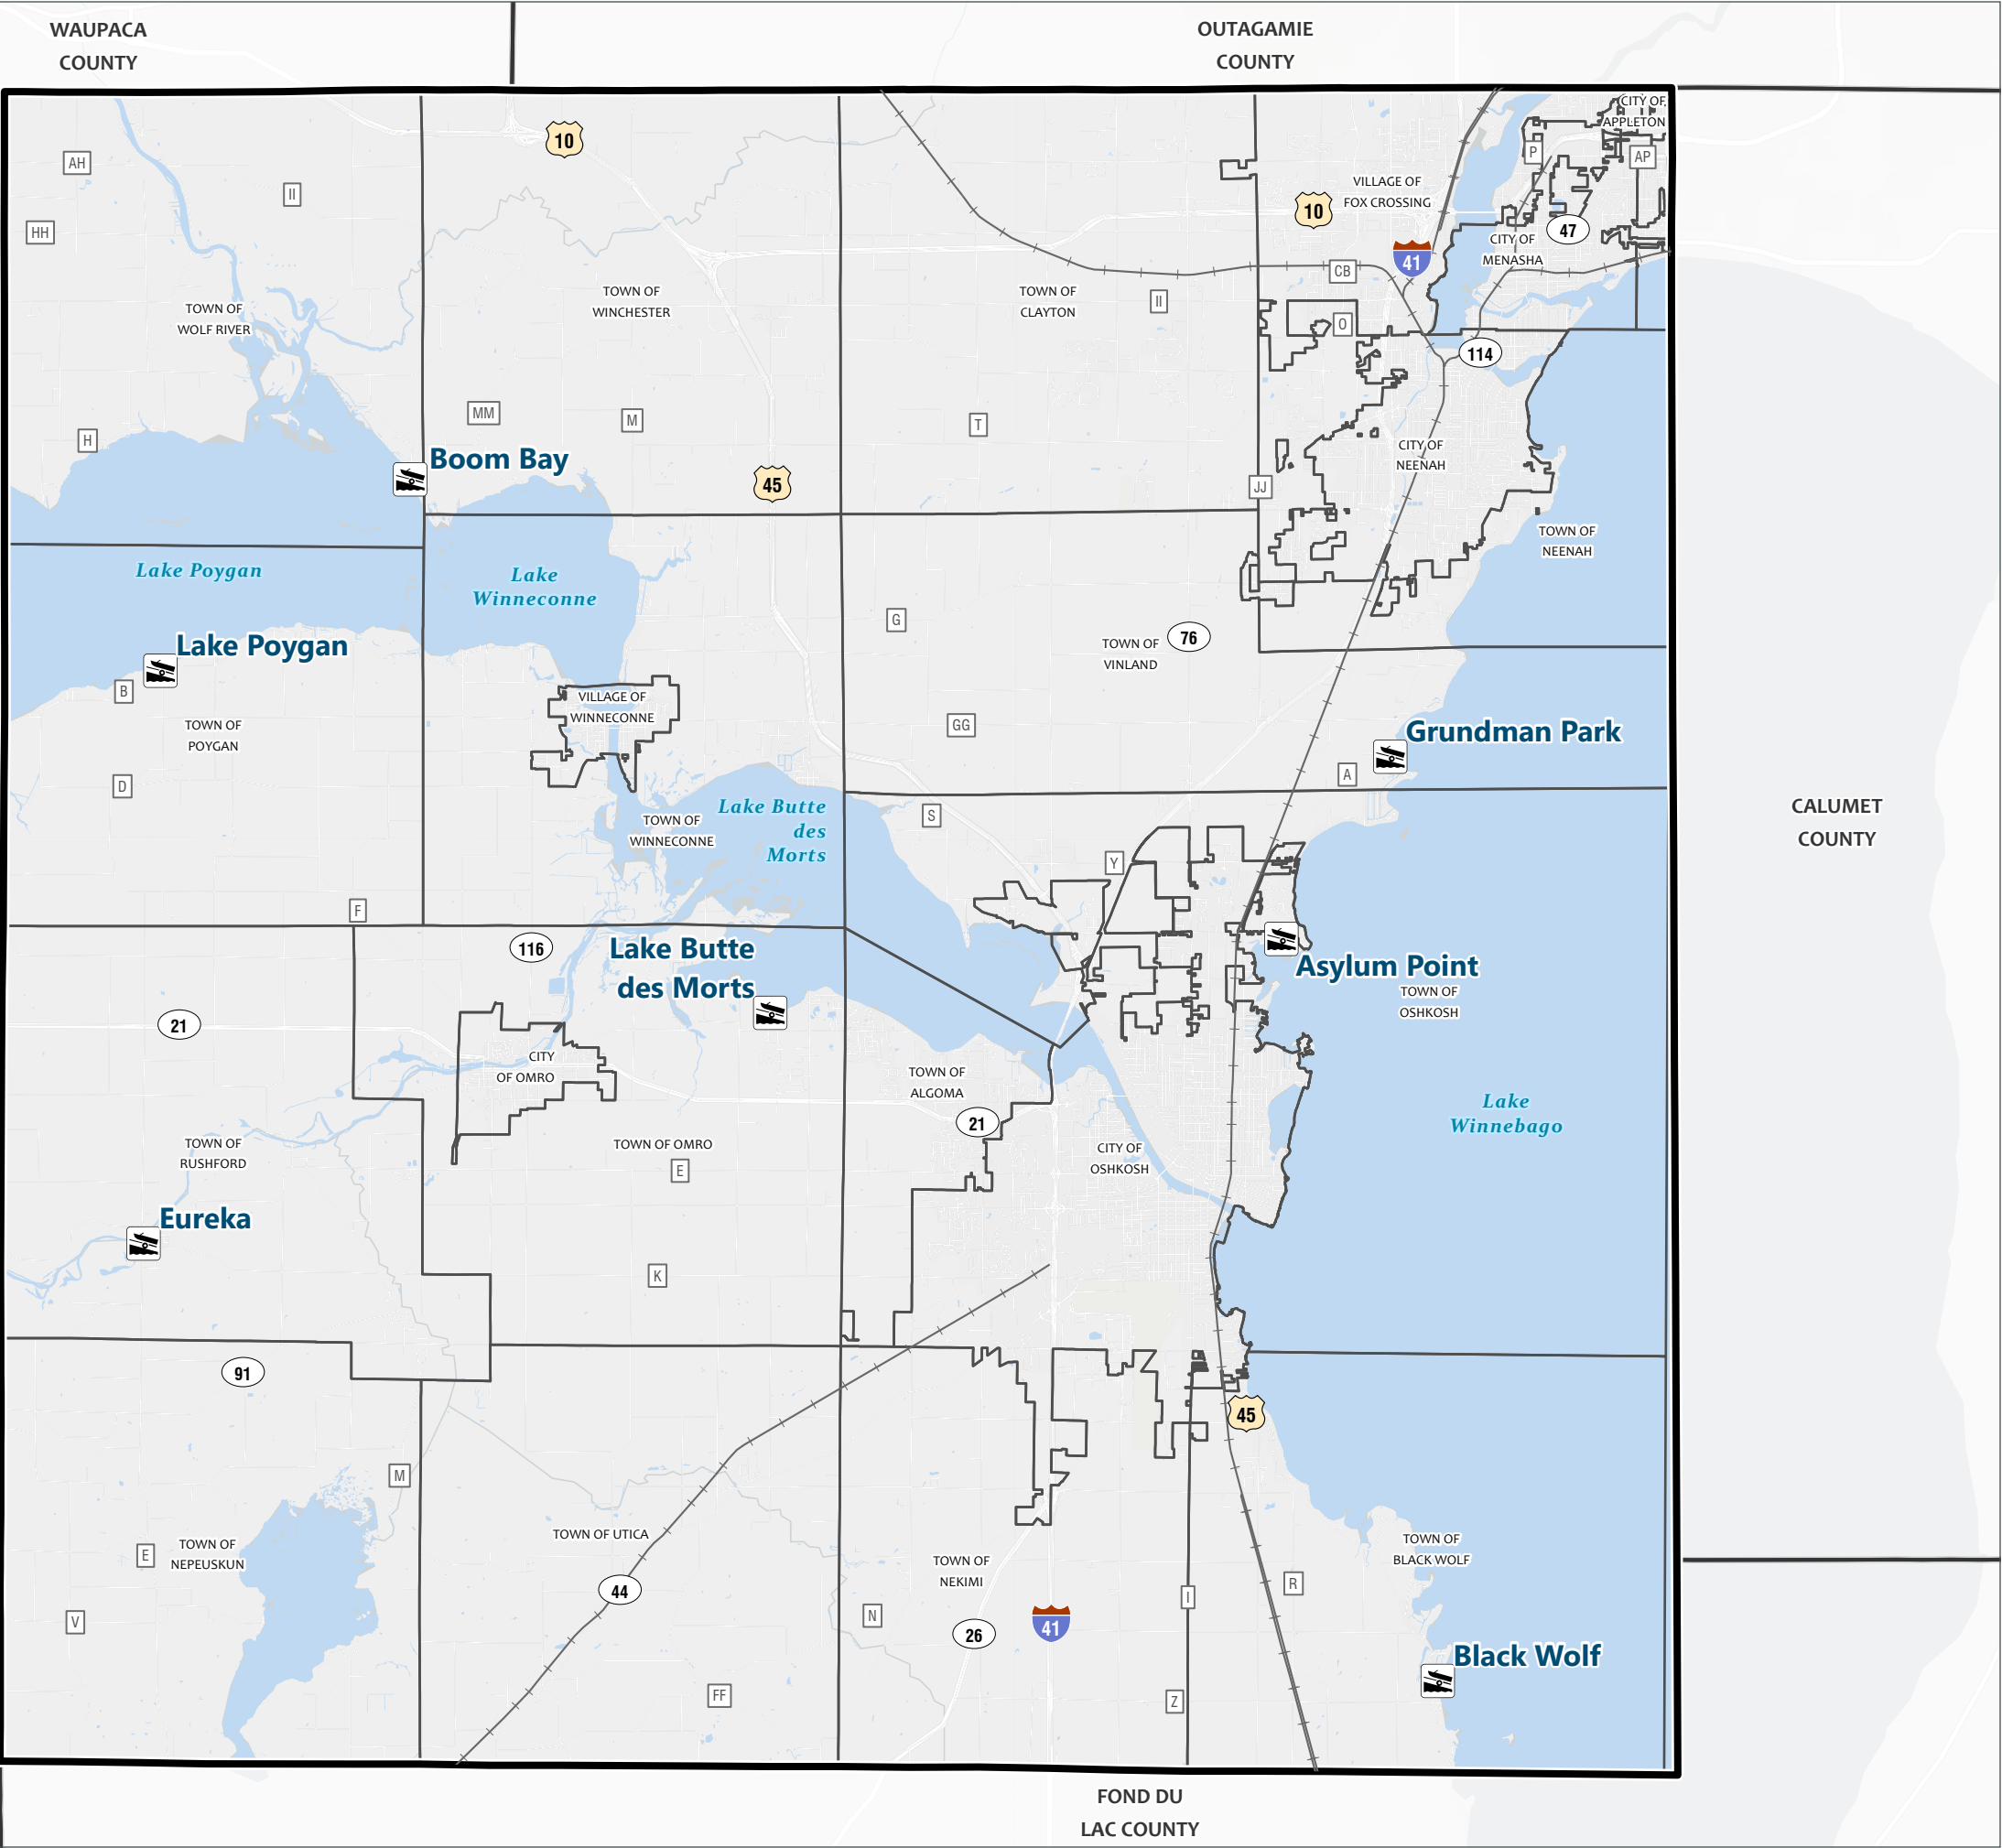 WAUPACA
COUNTY
OUTAGAMIE
COUNTY
CITY OF
APPLETON
10
AH
II
P
AP
VILLAGE OF
FOX CROSSING
10
HH
47
CITY OF
MENASHA
41
CB
TOWN OF
WINCHESTER
TOWN OF
CLAYTON
II
TOWN OF
WOLF RIVER
O
114
MM
M
T
H
CITY OF
NEENAH
Boom Bay
45
JJ
TOWN OF
NEENAH
Lake Poygan
Lake
Winneconne
G
76
TOWN OF
VINLAND
Lake Poygan
B
VILLAGE OF
WINNECONNE
TOWN OF
POYGAN
GG
Grundman Park
A
D
Lake Butte
des
Morts
S
TOWN OF
WINNECONNE
CALUMET
COUNTY
Y
F
116
Lake Butte
des Morts
Asylum Point
TOWN OF
OSHKOSH
21
CITY
OF OMRO
TOWN OF
ALGOMA
21
Lake
Winnebago
TOWN OF
RUSHFORD
TOWN OF OMRO
E
CITY OF
OSHKOSH
Eureka
K
91
45
M
TOWN OF
NEPEUSKUN
E
TOWN OF UTICA
TOWN OF
BLACK WOLF
TOWN OF
NEKIMI
44
R
I
V
N
26
41
Black Wolf
FF
Z
FOND DU
LAC COUNTY